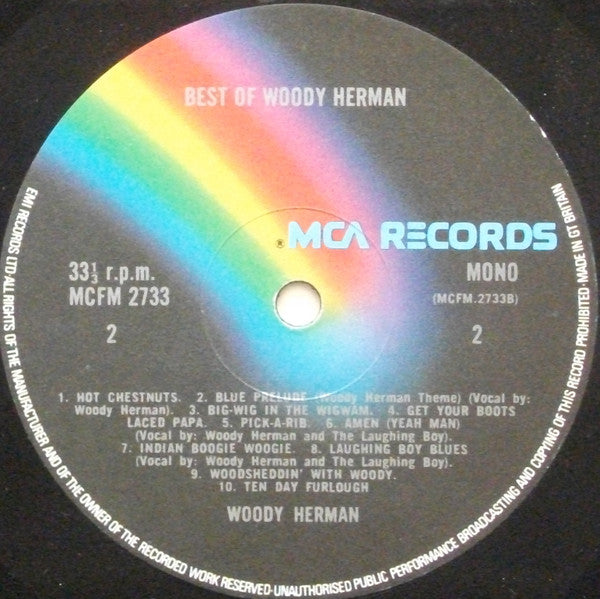 BEST OF WOODY HERMAN
® MCA RECORDS
33⅓ r.p.m.
MCFM 2733
2
MONO
(MCFM.2733B)
2
1. HOT CHESTNUTS. 2. BLUE PRELUDE (Woody Herman Theme) (Vocal by:
Woody Herman). 3. BIG-WIG IN THE WIGWAM. 4. GET YOUR BOOTS
LACED PAPA. 5. PICK-A-RIB. 6. AMEN (YEAH MAN)
(Vocal by: Woody Herman and The Laughing Boy).
7. INDIAN BOOGIE WOOGIE. 8. LAUGHING BOY BLUES
(Vocal by: Woody Herman and The Laughing Boy).
9. WOODSHEDDIN' WITH WOODY.
10. TEN DAY FURLOUGH
WOODY HERMAN
EMI RECORDS LTD·ALL RIGHTS OF THE MANUFACTURER AND OF THE OWNER OF THE RECORDED WORK RESERVED·UNAUTHORISED PUBLIC PERFORMANCE BROADCASTING AND COPYING OF THIS RECORD PROHIBITED·MADE IN GT BRITAIN